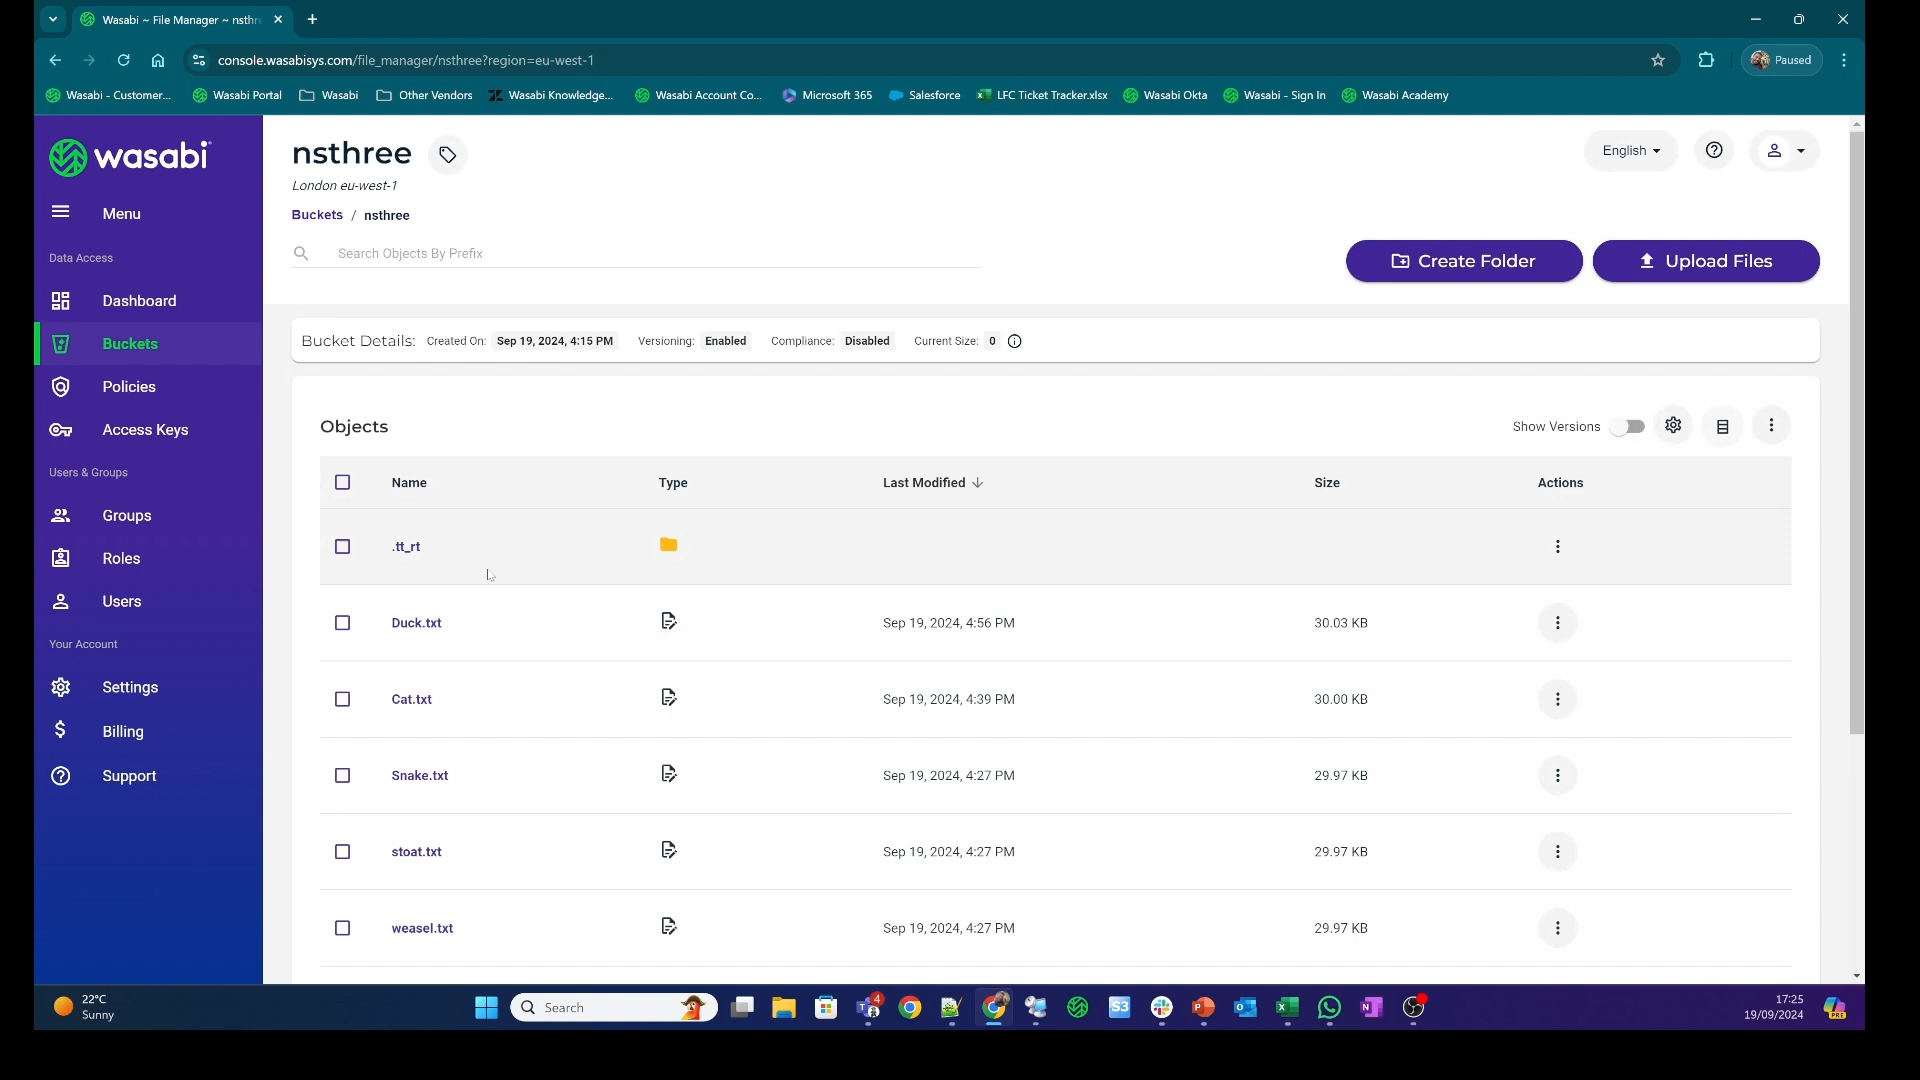 Wasabi ~ File Manager ~ nsthr
console.wasabisys.com/file_manager/nsthree?region=eu-west-1
Paused
Wasabi - Customer...
Wasabi Portal
Wasabi
Other Vendors
Wasabi Knowledge...
Wasabi Account Co...
Microsoft 365
Salesforce
LFC Ticket Tracker.xlsx
Wasabi Okta
Wasabi - Sign In
Wasabi Academy
wasabi
Menu
Data Access
Dashboard
Buckets
Policies
Access Keys
Users & Groups
Groups
Roles
Users
Your Account
Settings
Billing
Support
nsthree
London eu-west-1
Buckets / nsthree
Search Objects By Prefix
English
Create Folder
Upload Files
Bucket Details: Created On: Sep 19, 2024, 4:15 PM Versioning: Enabled Compliance: Disabled Current Size: 0
Objects
Show Versions
Name Type Last Modified Size Actions
.tt_rt
Duck.txt Sep 19, 2024, 4:56 PM 30.03 KB
Cat.txt Sep 19, 2024, 4:39 PM 30.00 KB
Snake.txt Sep 19, 2024, 4:27 PM 29.97 KB
stoat.txt Sep 19, 2024, 4:27 PM 29.97 KB
weasel.txt Sep 19, 2024, 4:27 PM 29.97 KB
22°C
Sunny
Search
4
S3
17:25
19/09/2024
PRE